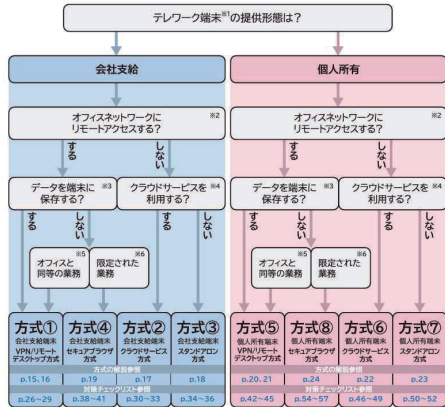 テレワーク端末※1の提供形態は？
会社支給
個人所有
オフィスネットワークに※2
リモートアクセスする？
オフィスネットワークに※2
リモートアクセスする？
する
しない
する
しない
データを端末に※3
保存する？
クラウドサービスを※4
利用する？
データを端末に※3
保存する？
クラウドサービスを※4
利用する？
する
しない
する
しない
する
しない
する
しない
オフィスと※5
同等の業務
限定された※6
業務
オフィスと※5
同等の業務
限定された※6
業務
方式①
会社支給端末
VPN/リモート
デスクトップ方式
方式④
会社支給端末
セキュアブラウザ
方式
方式②
会社支給端末
クラウドサービス
方式
方式③
会社支給端末
スタンドアロン
方式
方式⑤
個人所有端末
VPN/リモート
デスクトップ方式
方式⑧
個人所有端末
セキュアブラウザ
方式
方式⑥
個人所有端末
クラウドサービス
方式
方式⑦
個人所有端末
スタンドアロン
方式
方式の解説参照
p.15,16
p.19
p.17
p.18
方式の解説参照
p.20, 21
p.24
p.22
p.23
対策チェックリスト参照
p.26~29
p.38~41
p.30~33
p.34~36
対策チェックリスト参照
p.42~45
p.54~57
p.46~49
p.50~52